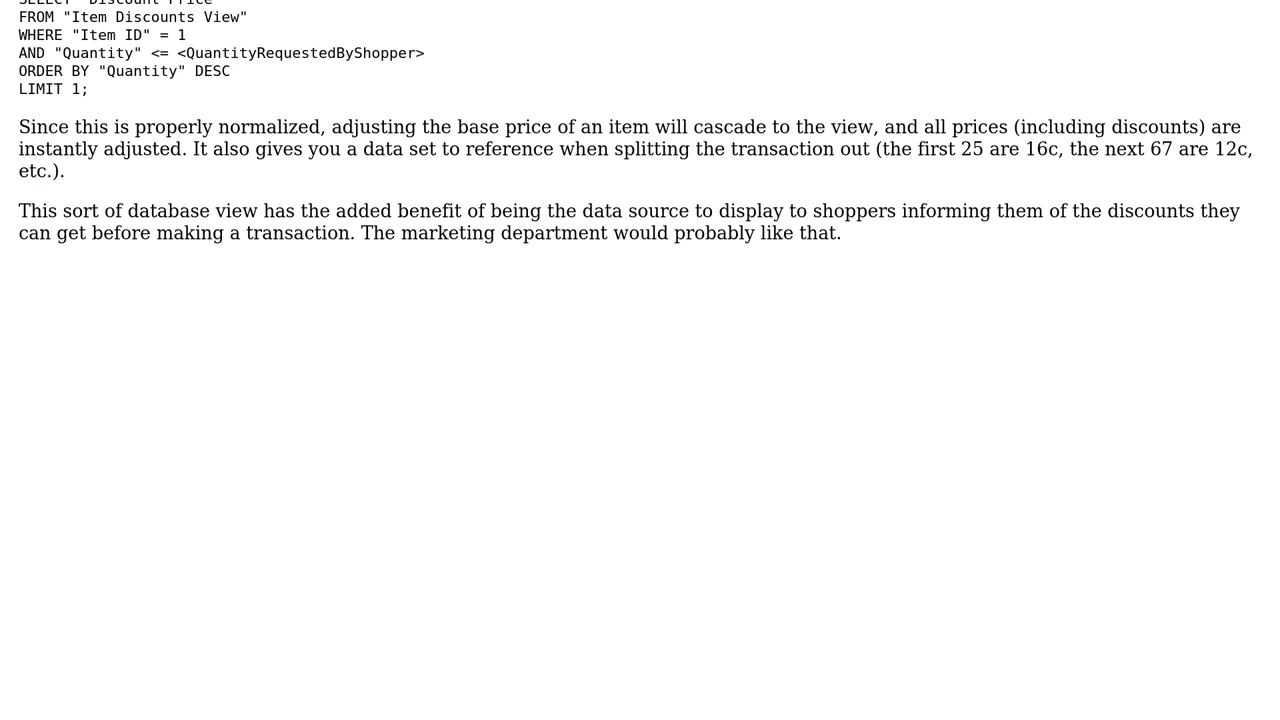 SELECT "Discount Price"
FROM "Item Discounts View"
WHERE "Item ID" = 1
AND "Quantity" <= <QuantityRequestedByShopper>
ORDER BY "Quantity" DESC
LIMIT 1;
Since this is properly normalized, adjusting the base price of an item will cascade to the view, and all prices (including discounts) are
instantly adjusted. It also gives you a data set to reference when splitting the transaction out (the first 25 are 16c, the next 67 are 12c,
etc.).
This sort of database view has the added benefit of being the data source to display to shoppers informing them of the discounts they
can get before making a transaction. The marketing department would probably like that.